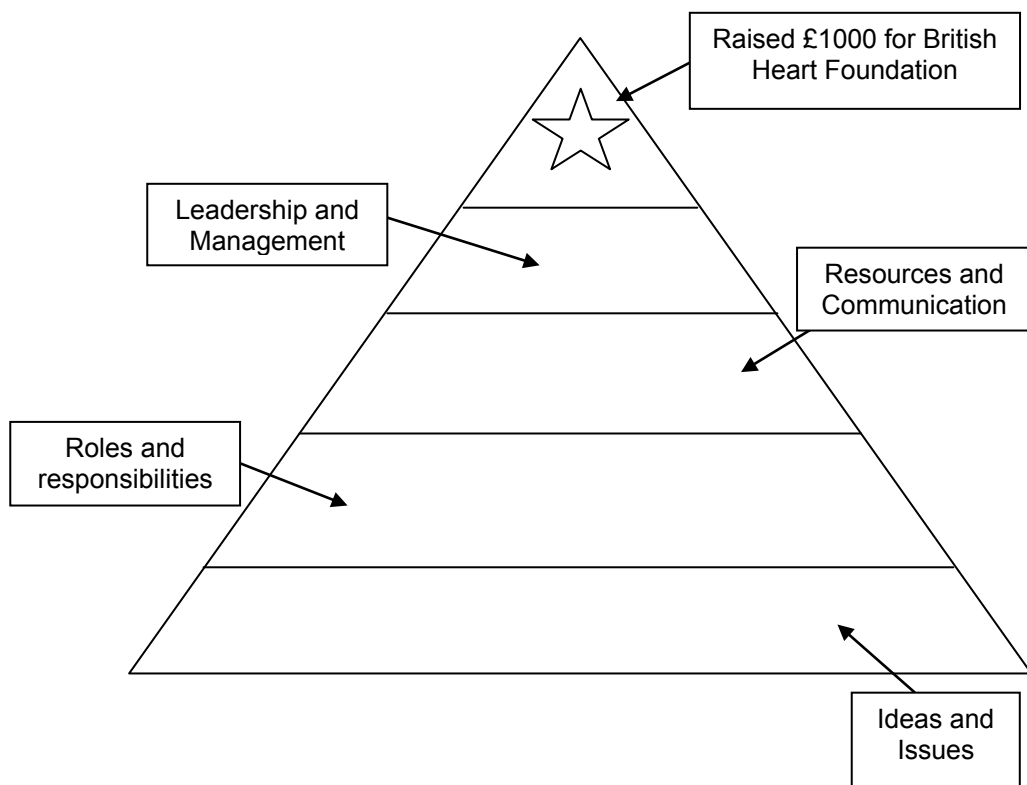 Raised £1000 for British
Heart Foundation
Leadership and
Management
Resources and
Communication
Roles and
responsibilities
Ideas and
Issues